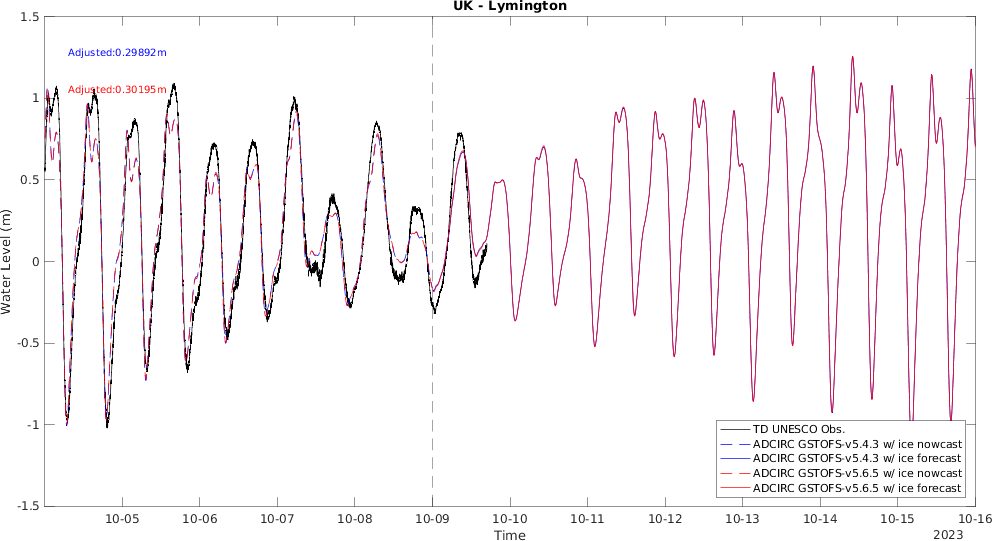 UK - Lymington
1.5
Adjusted:0.29892m
Adjusted:0.30195m
1
0.5
0
-0.5
-1
-1.5
Water Level (m)
TD UNESCO Obs.
ADCIRC GSTOFS-v5.4.3 w/ ice nowcast
ADCIRC GSTOFS-v5.4.3 w/ ice forecast
ADCIRC GSTOFS-v5.6.5 w/ ice nowcast
ADCIRC GSTOFS-v5.6.5 w/ ice forecast
10-05 10-06 10-07 10-08 10-09 10-10 10-11 10-12 10-13 10-14 10-15 10-16
Time
2023